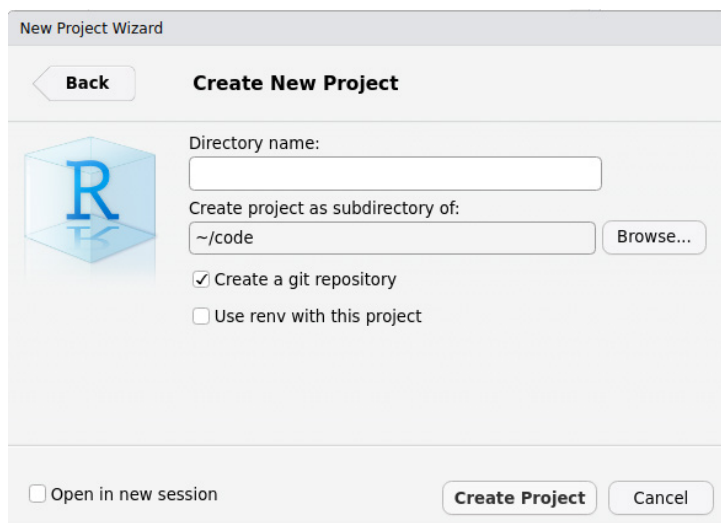 New Project Wizard
Back
Create New Project
R
Directory name:
Create project as subdirectory of:
~/code
Browse...
Create a git repository
Use renv with this project
Open in new session
Create Project
Cancel